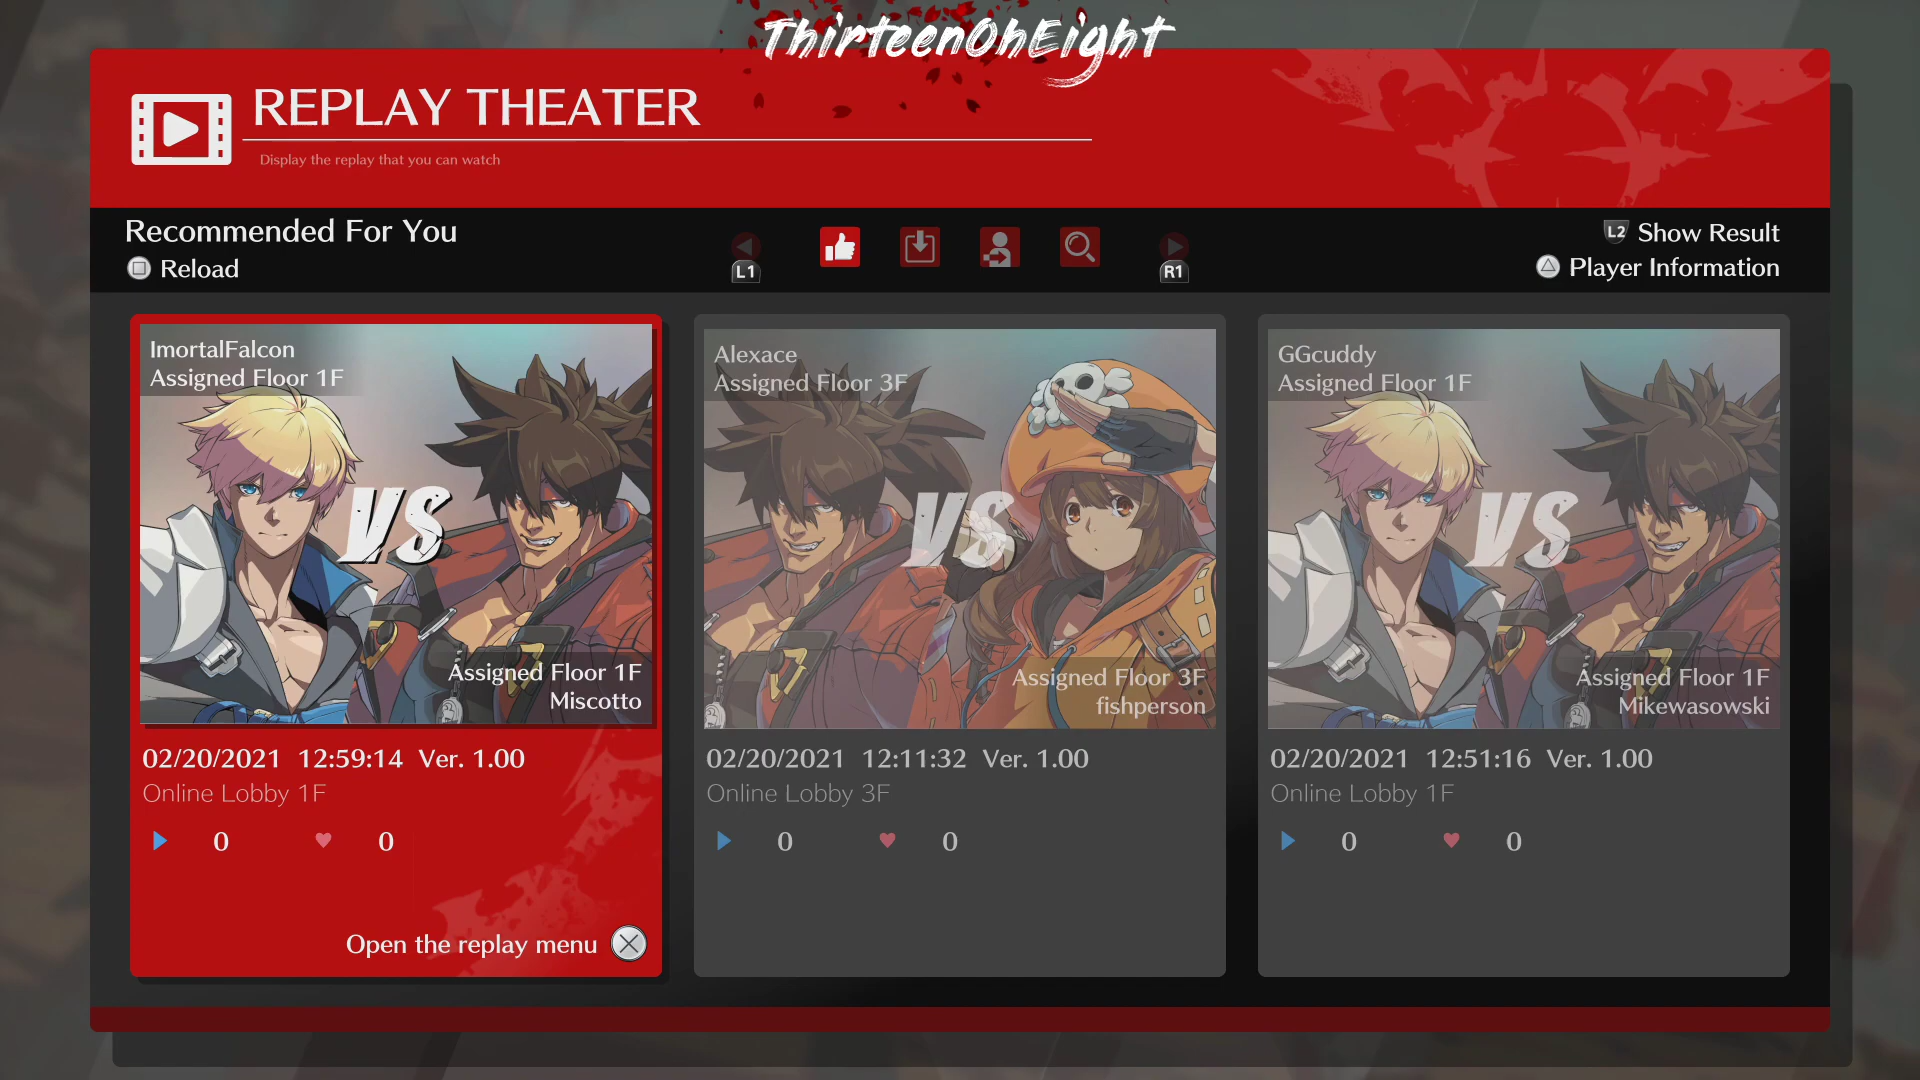 ThirteenOhEight
REPLAY THEATER
Display the replay that you can watch
Recommended For You
Reload
L1
R1
L2 Show Result
Player Information
ImortalFalcon
Assigned Floor 1F
VS
Assigned Floor 1F
Miscotto
02/20/2021 12:59:14 Ver. 1.00
Online Lobby 1F
0 0
Open the replay menu
Alexace
Assigned Floor 3F
VS
Assigned Floor 3F
fishperson
02/20/2021 12:11:32 Ver. 1.00
Online Lobby 3F
0 0
GGcuddy
Assigned Floor 1F
VS
Assigned Floor 1F
Mikewasowski
02/20/2021 12:51:16 Ver. 1.00
Online Lobby 1F
0 0